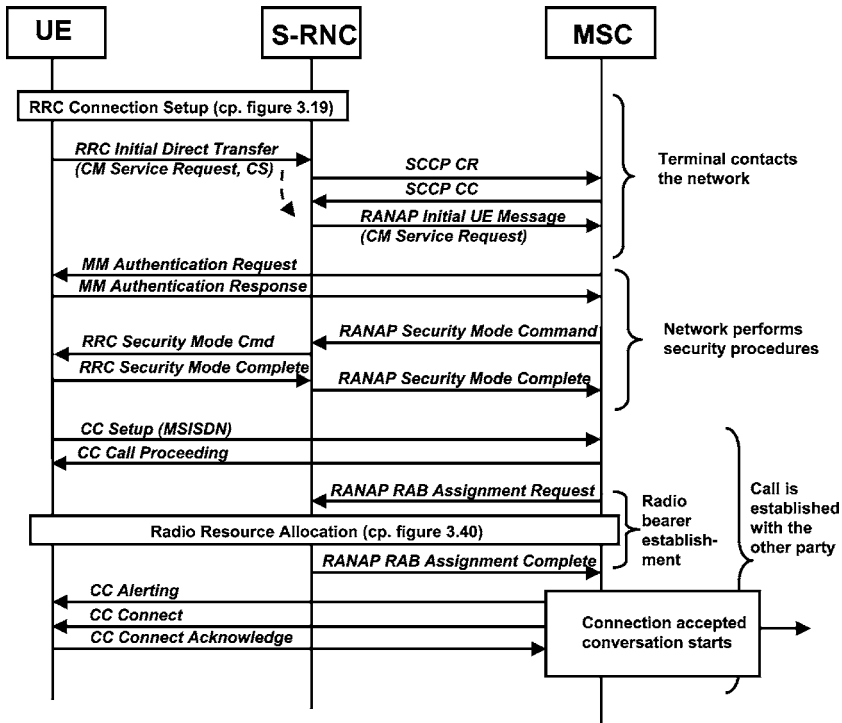 UE
S-RNC
MSC
RRC Connection Setup (cp. figure 3.19)
RRC Initial Direct Transfer
(CM Service Request, CS)
SCCP CR
SCCP CC
RANAP Initial UE Message
(CM Service Request)
Terminal contacts
the network
MM Authentication Request
MM Authentication Response
RANAP Security Mode Command
RRC Security Mode Cmd
RRC Security Mode Complete
RANAP Security Mode Complete
Network performs
security procedures
CC Setup (MSISDN)
CC Call Proceeding
RANAP RAB Assignment Request
Radio Resource Allocation (cp. figure 3.40)
RANAP RAB Assignment Complete
Radio
bearer
establish-
ment
Call is
established
with the
other party
CC Alerting
CC Connect
CC Connect Acknowledge
Connection accepted
conversation starts